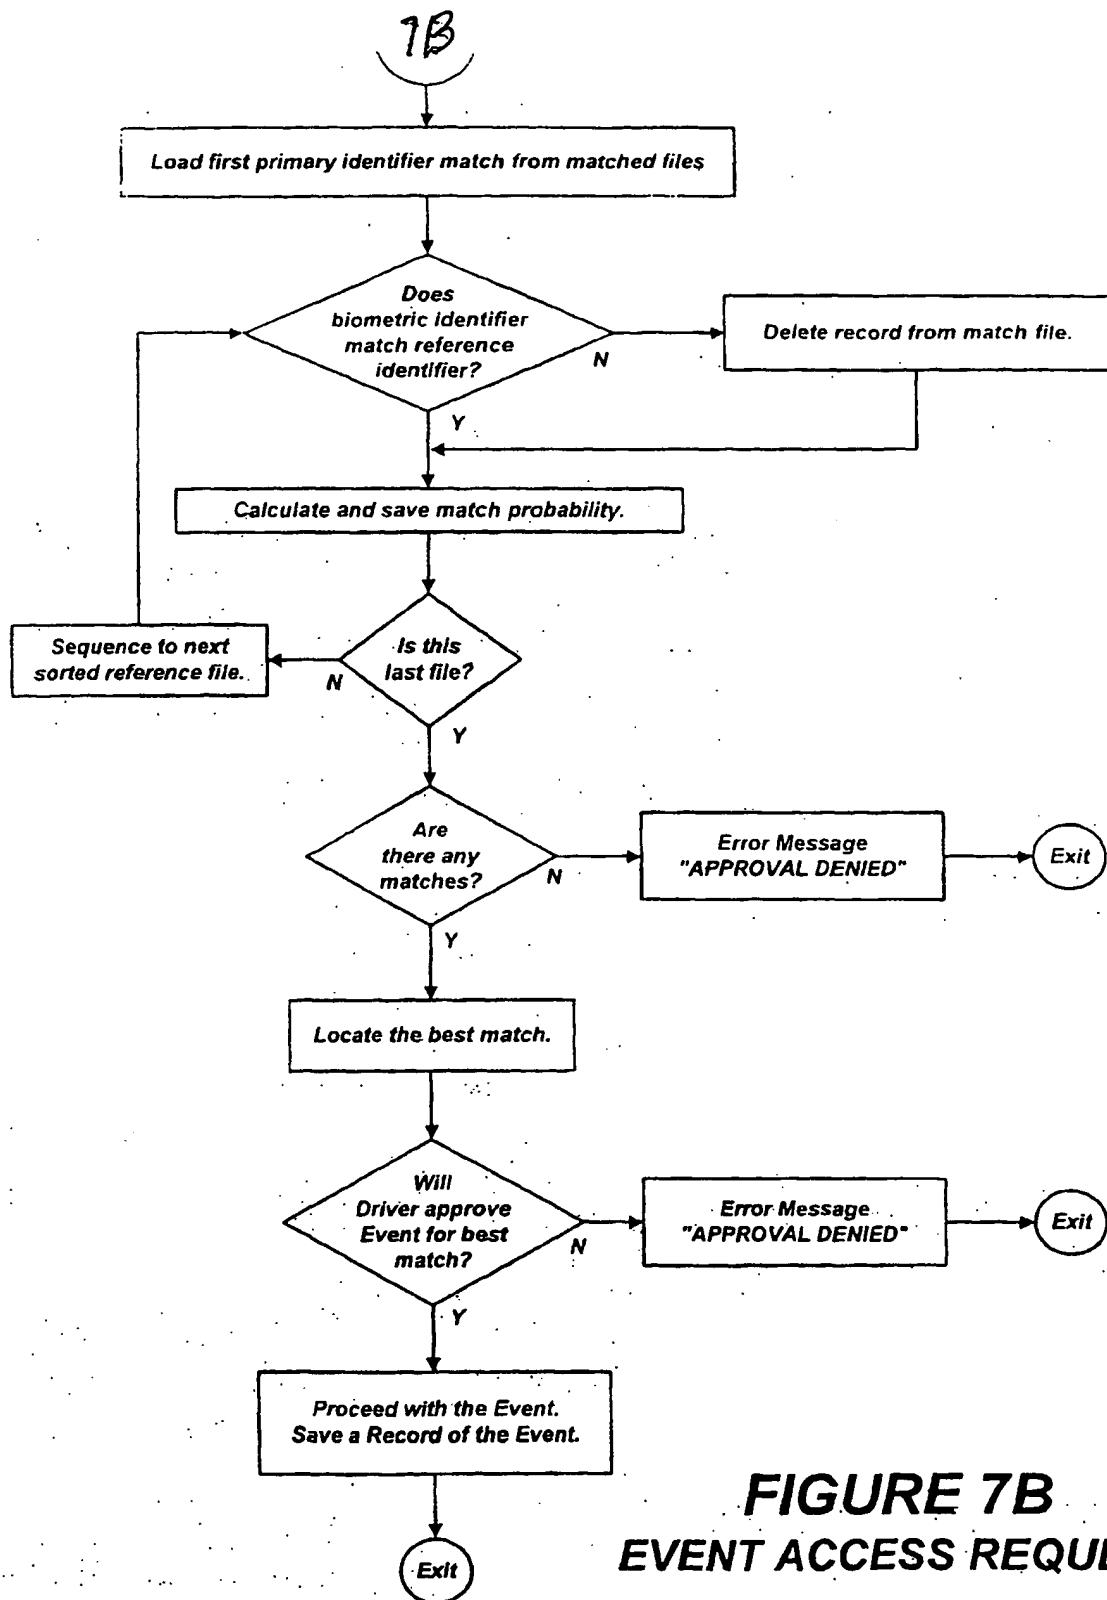 7B
Load first primary identifier match from matched files
Does
biometric identifier
match reference
identifier?
N
Delete record from match file.
Y
Calculate and save match probability.
Sequence to next
sorted reference file.
N
Is this
last file?
Y
Are
there any
matches?
N
Error Message
"APPROVAL DENIED"
Exit
Y
Locate the best match.
Will
Driver approve
Event for best
match?
N
Error Message
"APPROVAL DENIED"
Exit
Y
Proceed with the Event.
Save a Record of the Event.
Exit
FIGURE 7B
EVENT ACCESS